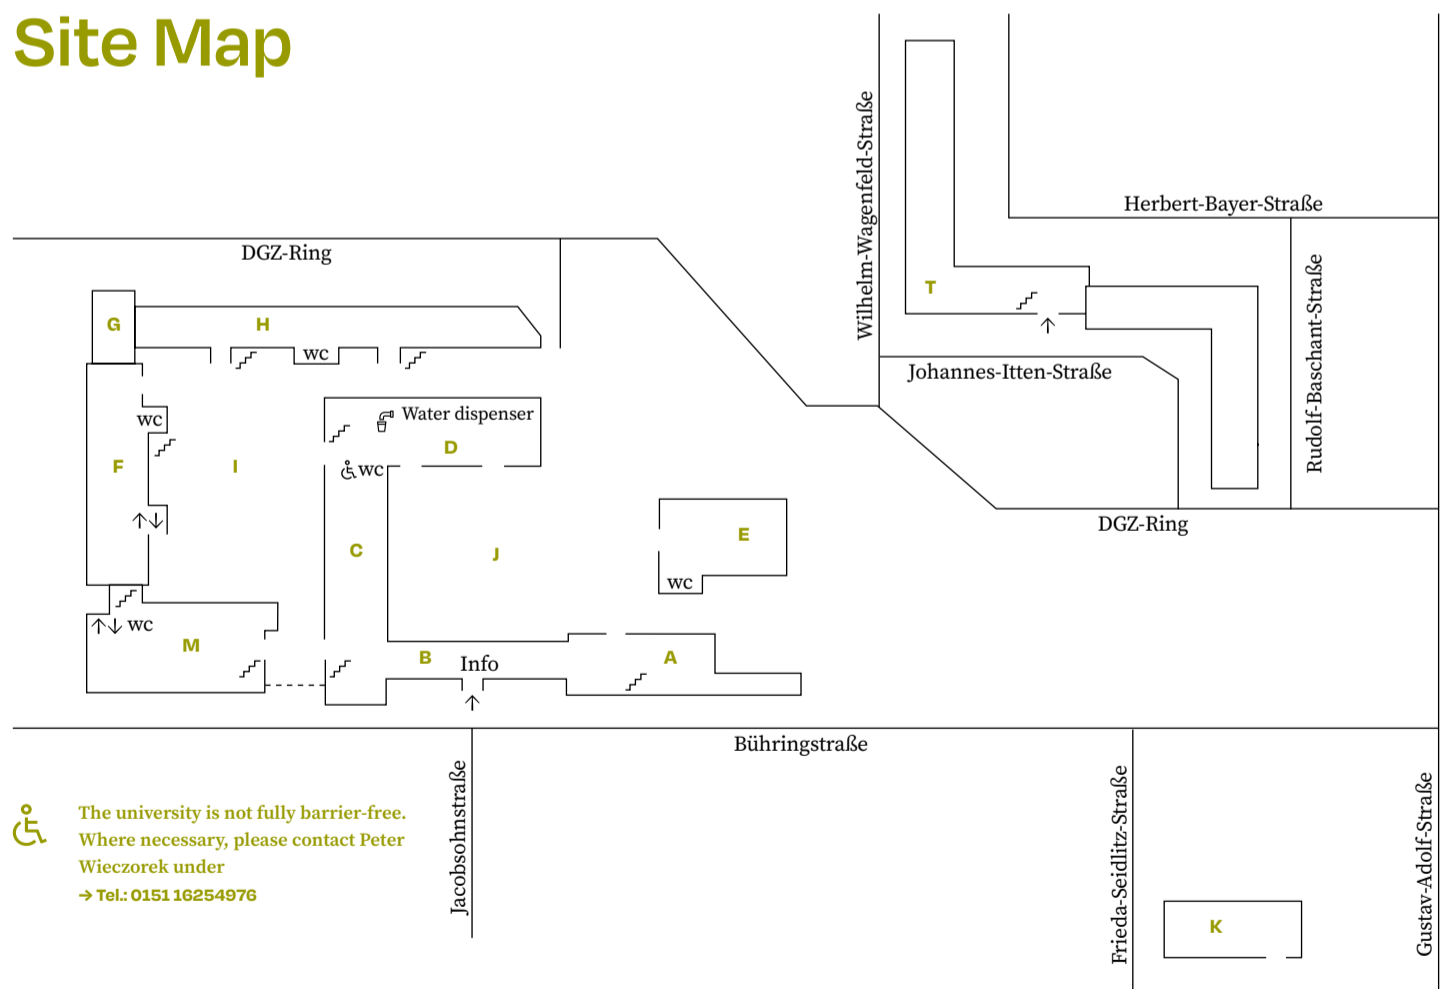 Site Map
Wilhelm-Wagenfeld-Straße
Herbert-Bayer-Straße
DGZ-Ring
Rudolf-Baschant-Straße
T
G
H
wc
Johannes-Itten-Straße
wc
Water dispenser
D
F
I
wc
DGZ-Ring
C
J
E
wc
wc
M
B
Info
A
Bühringstraße
Jacobsohnstraße
Frieda-Seidlitz-Straße
Gustav-Adolf-Straße
K
The university is not fully barrier-free.
Where necessary, please contact Peter
Wieczorek under
→ Tel.: 0151 16254976